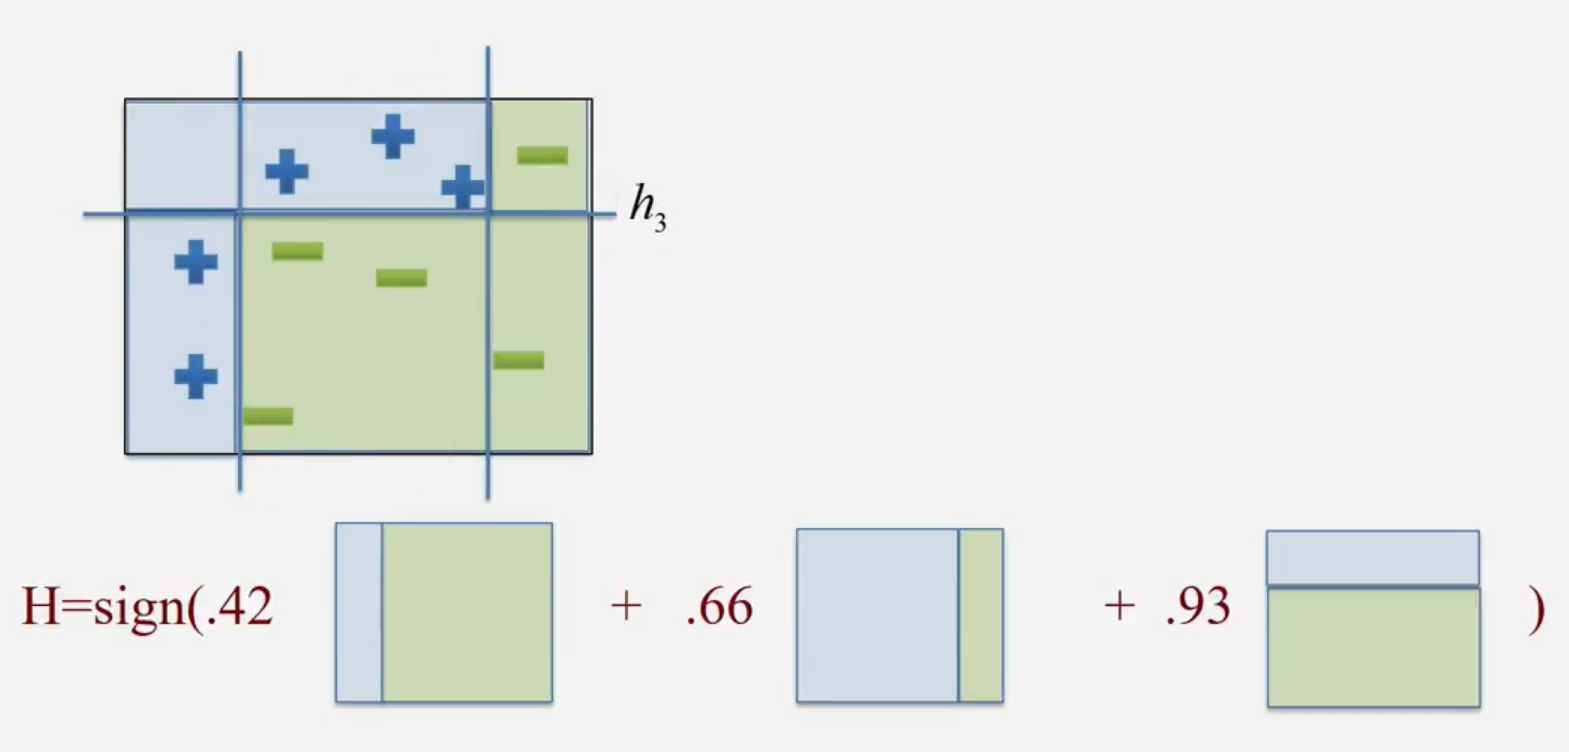 h3
H=sign(.42 + .66 + .93 )